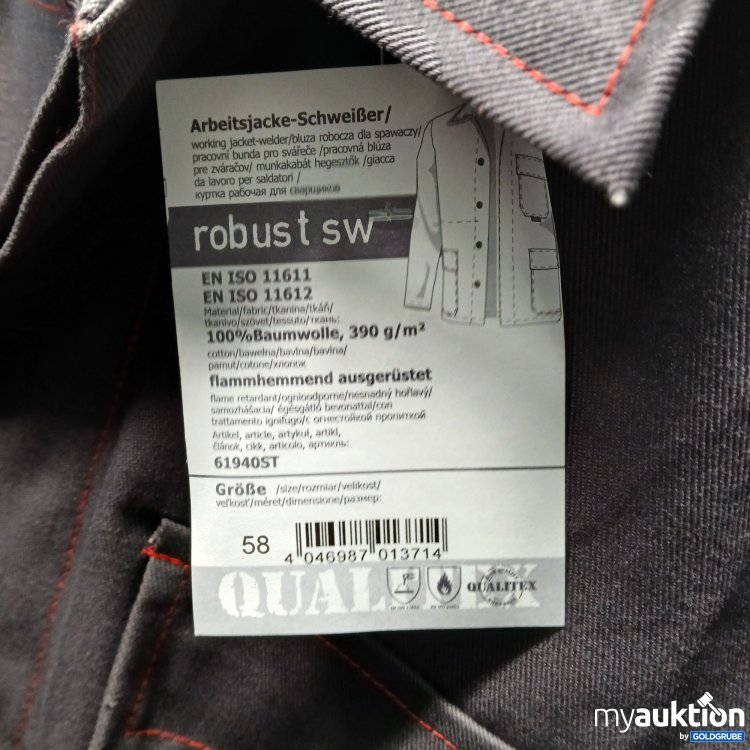 Arbeitsjacke-Schweißer/
working jacket-welder/bluza robocza dla spawaczy/
pracovní bunda pro svářeče /pracovná blúza
pre zváračov/ munkakabát hegesztők /giacca
da lavoro per saldatori /
куртка рабочая для сварщиков
robust sw
EN ISO 11611
EN ISO 11612
Material/fabric/tkanina/tkáň/
tkanivo/szövet/tessuto/ткань:
100%Baumwolle, 390 g/m²
cotton/bawełna/bavlna/bavlna/
pamut/cotone/хлопок
flammhemmend ausgerüstet
flame retardant/ognioodporne/nesnadný hořlavý/
samozhášacia/ égésgátló bevonattal/con
trattamento ignifugo/с огнестойкой пропиткой
Artikel, article, artykuł, artikl,
článok, cikk, articolo, артикль:
61940ST
Größe /size/rozmiar/velikost/
veľkosť/méret/dimensione/размер:
58
4 046987 013714
QUALITEX
QUALITEX
myauktion
by GOLDGRUBE